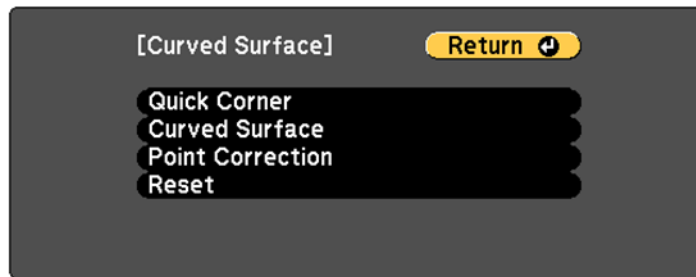 [Curved Surface] Return
Quick Corner
Curved Surface
Point Correction
Reset